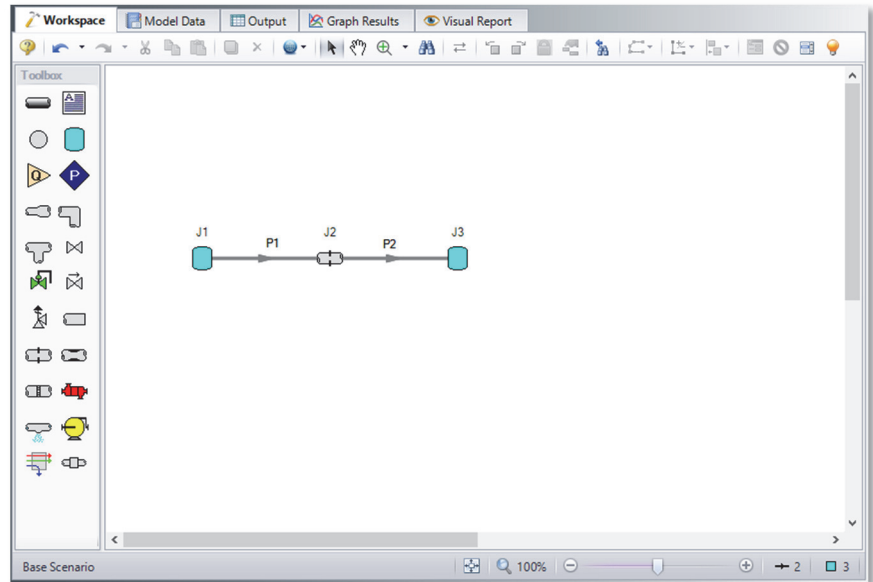 Workspace Model Data Output Graph Results Visual Report
Toolbox
A
Q P
J1 P1 J2 P2 J3
Base Scenario 100% 2 3